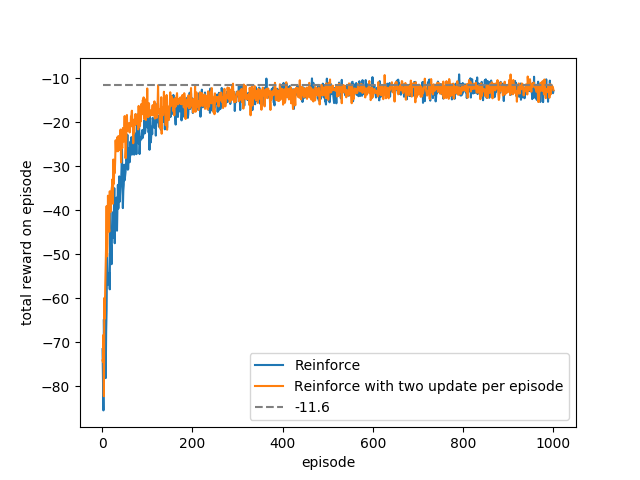 −10
−20
−30
−40
−50
−60
−70
−80
total reward on episode
Reinforce
Reinforce with two update per episode
-11.6
0 200 400 600 800 1000
episode